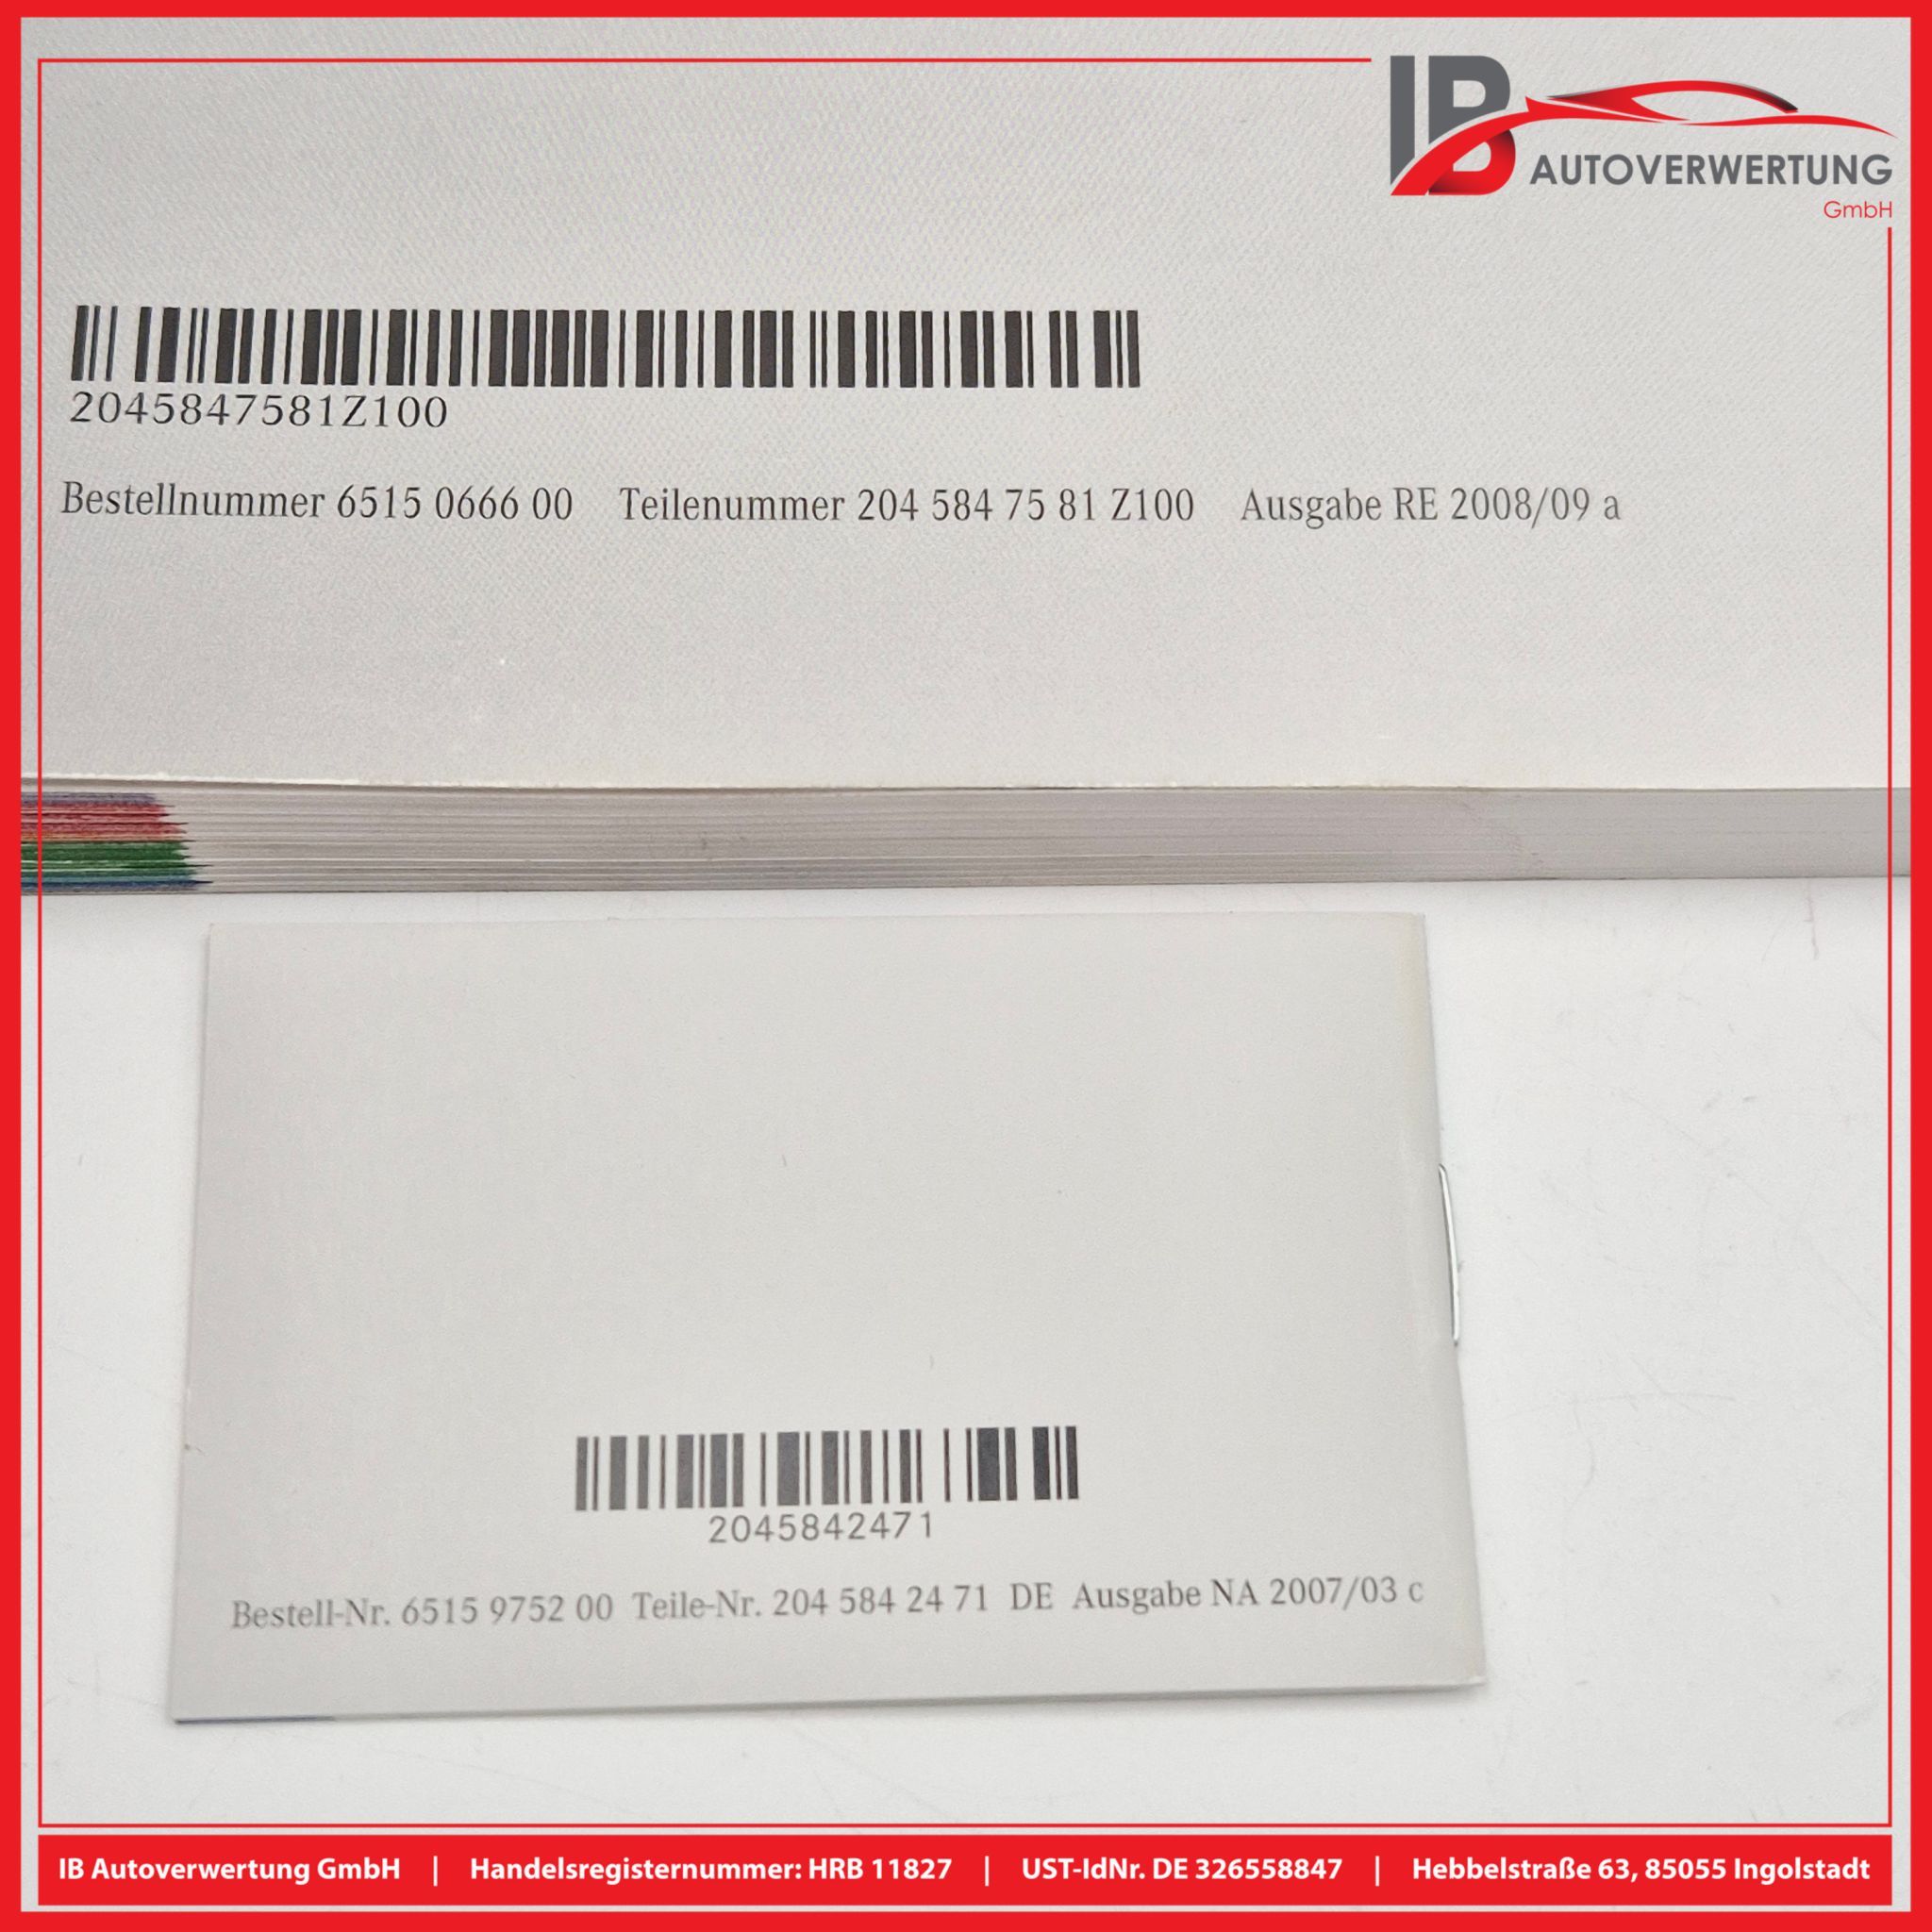 IB AUTOVERWERTUNG
GmbH
2045847581Z100
Bestellnummer 6515 0666 00 Teilenummer 204 584 75 81 Z100 Ausgabe RE 2008/09 a
2045842471
Bestell-Nr. 6515 9752 00 Teile-Nr. 204 584 24 71 DE Ausgabe NA 2007/03 c
IB Autoverwertung GmbH | Handelsregisternummer: HRB 11827 | UST-IdNr. DE 326558847 | Hebbelstraße 63, 85055 Ingolstadt